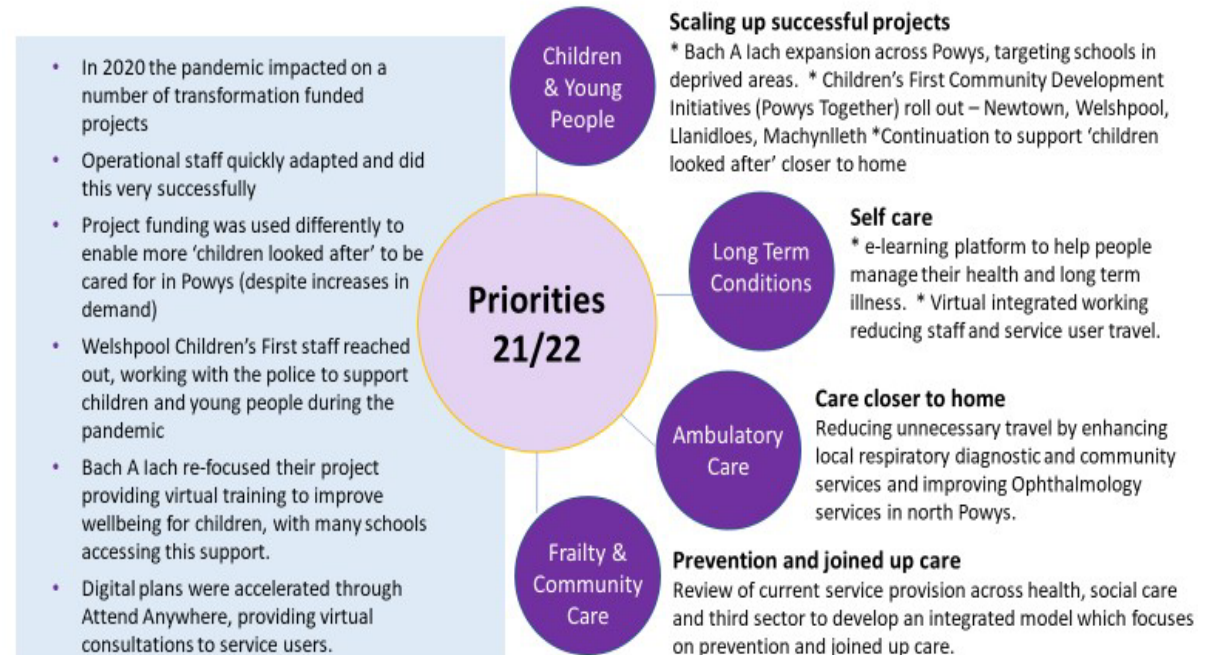 • In 2020 the pandemic impacted on a
number of transformation funded
projects
• Operational staff quickly adapted and did
this very successfully
• Project funding was used differently to
enable more ‘children looked after’ to be
cared for in Powys (despite increases in
demand)
• Welshpool Children’s First staff reached
out, working with the police to support
children and young people during the
pandemic
• Bach A Iach re-focused their project
providing virtual training to improve
wellbeing for children, with many schools
accessing this support.
• Digital plans were accelerated through
Attend Anywhere, providing virtual
consultations to service users.
Priorities
21/22
Children
& Young
People
Scaling up successful projects
* Bach A Iach expansion across Powys, targeting schools in
deprived areas. * Children’s First Community Development
Initiatives (Powys Together) roll out – Newtown, Welshpool,
Llanidloes, Machynlleth *Continuation to support ‘children
looked after’ closer to home
Long Term
Conditions
Self care
* e-learning platform to help people
manage their health and long term
illness. * Virtual integrated working
reducing staff and service user travel.
Ambulatory
Care
Care closer to home
Reducing unnecessary travel by enhancing
local respiratory diagnostic and community
services and improving Ophthalmology
services in north Powys.
Frailty &
Community
Care
Prevention and joined up care
Review of current service provision across health, social care
and third sector to develop an integrated model which focuses
on prevention and joined up care.